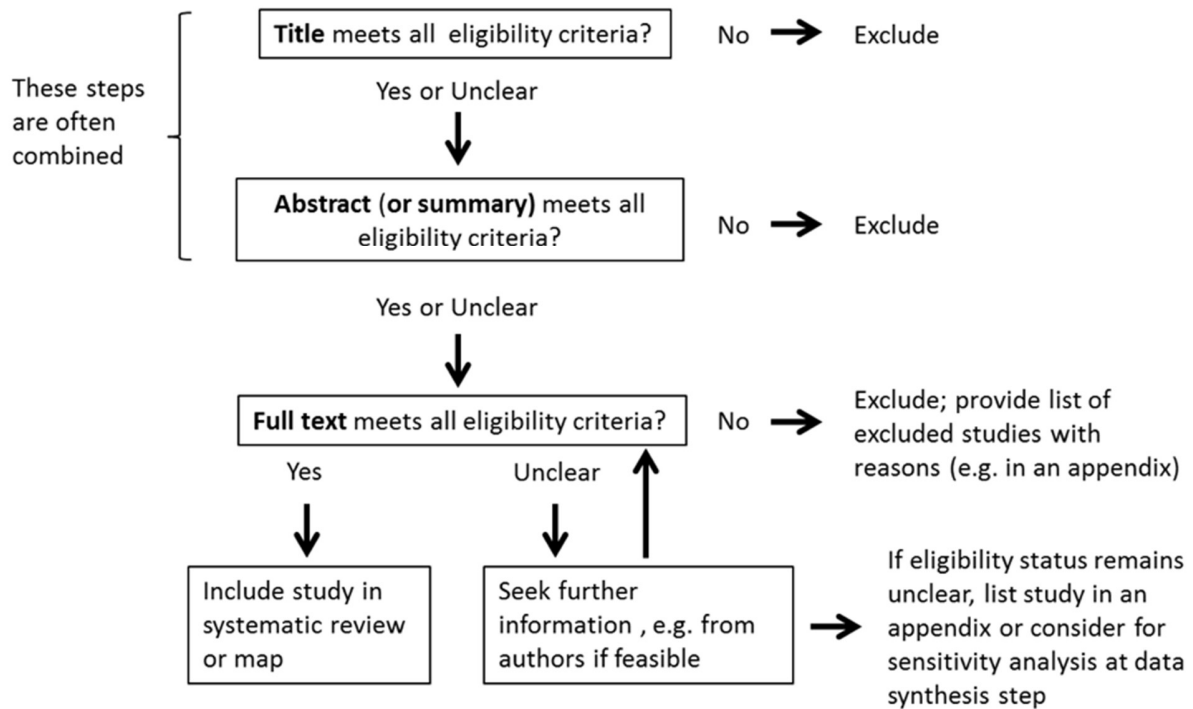 Title meets all eligibility criteria?
No
Exclude
These steps
are often
combined
Yes or Unclear
Abstract (or summary) meets all
eligibility criteria?
No
Exclude
Yes or Unclear
Full text meets all eligibility criteria?
No
Exclude; provide list of
excluded studies with
reasons (e.g. in an appendix)
Yes
Unclear
Include study in
systematic review
or map
Seek further
information , e.g. from
authors if feasible
If eligibility status remains
unclear, list study in an
appendix or consider for
sensitivity analysis at data
synthesis step